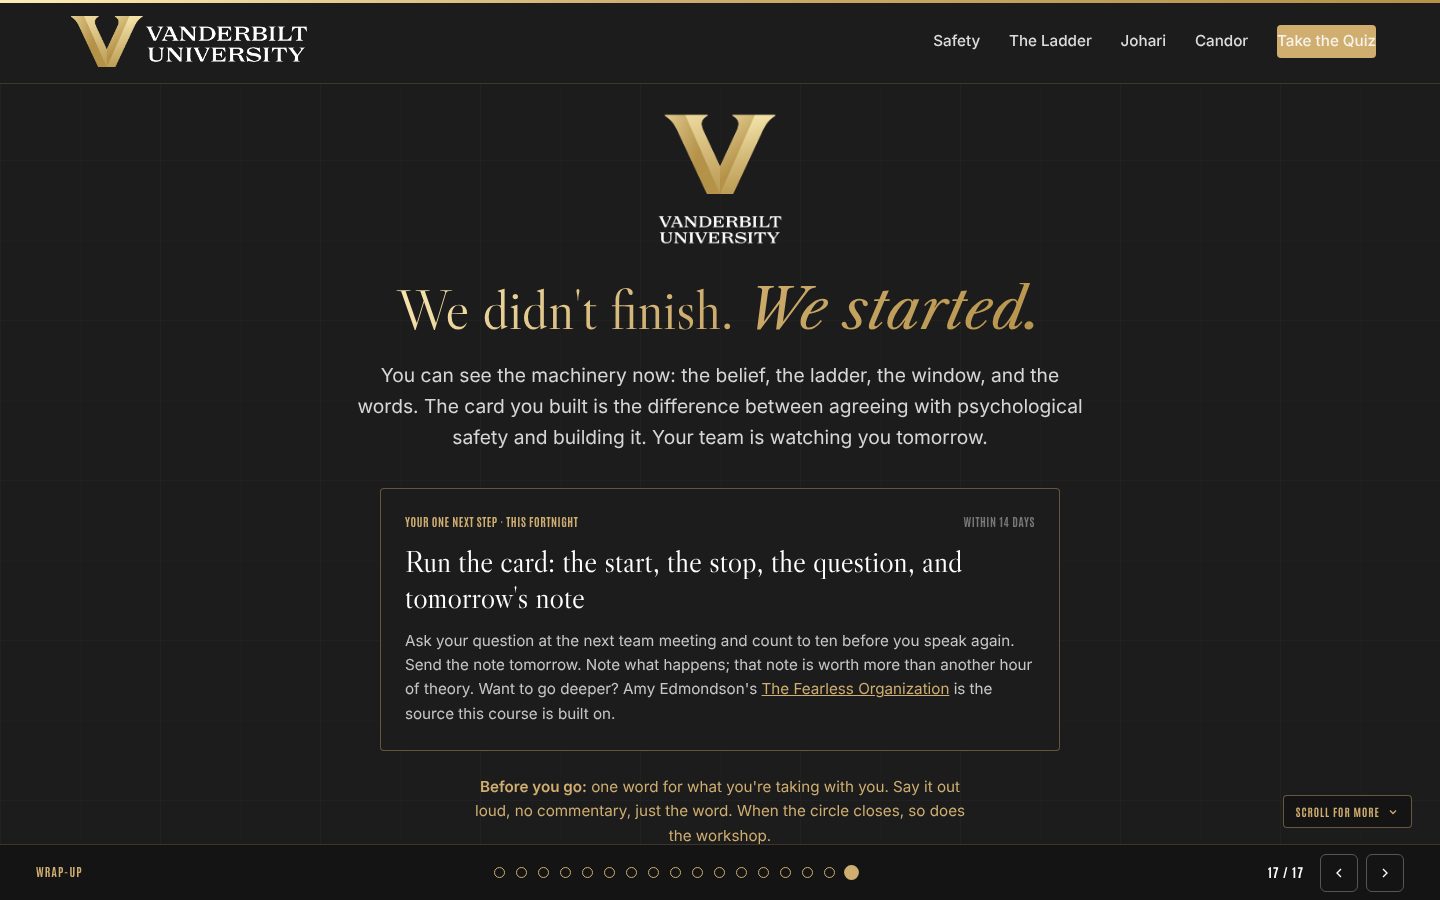 VANDERBILT
UNIVERSITY
Safety
The Ladder
Johari
Candor
Take the Quiz
VANDERBILT
UNIVERSITY
We didn't finish. We started.
You can see the machinery now: the belief, the ladder, the window, and the
words. The card you built is the difference between agreeing with psychological
safety and building it. Your team is watching you tomorrow.
YOUR ONE NEXT STEP · THIS FORTNIGHT
WITHIN 14 DAYS
Run the card: the start, the stop, the question, and
tomorrow's note
Ask your question at the next team meeting and count to ten before you speak again.
Send the note tomorrow. Note what happens; that note is worth more than another hour
of theory. Want to go deeper? Amy Edmondson's The Fearless Organization is the
source this course is built on.
Before you go: one word for what you're taking with you. Say it out
loud, no commentary, just the word. When the circle closes, so does
the workshop.
SCROLL FOR MORE
WRAP-UP
17 / 17